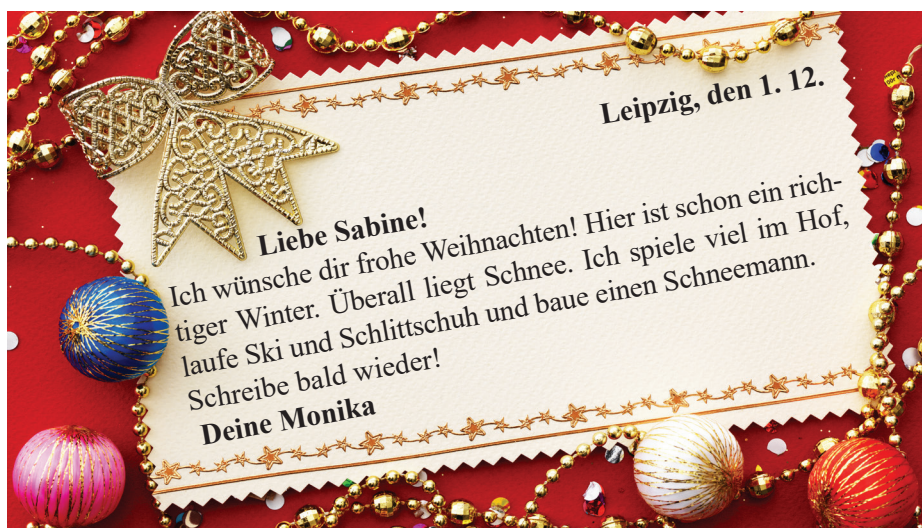 Leipzig, den 1. 12.
Liebe Sabine!
Ich wünsche dir frohe Weihnachten! Hier ist schon ein rich-
tiger Winter. Überall liegt Schnee. Ich spiele viel im Hof,
laufe Ski und Schlittschuh und baue einen Schneemann.
Schreibe bald wieder!
Deine Monika